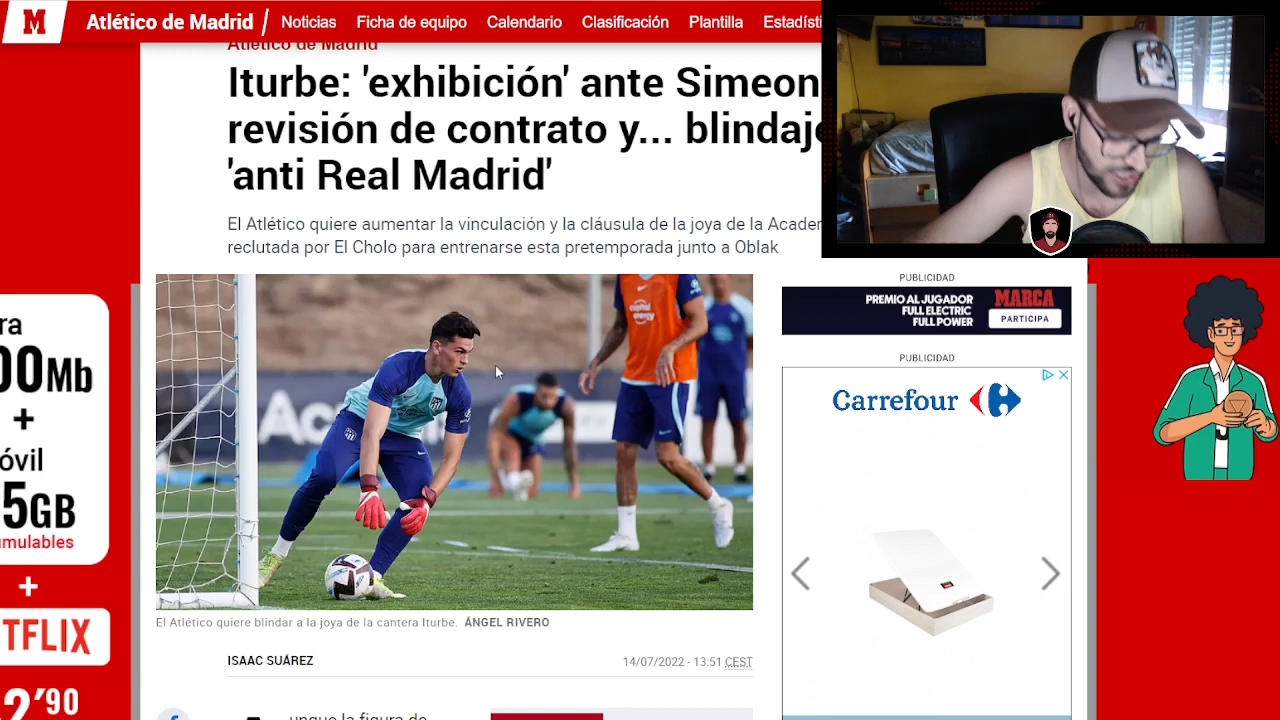 M Atlético de Madrid Noticias Ficha de equipo Calendario Clasificación Plantilla Estadísti
Atlético de Madrid
Iturbe: 'exhibición' ante Simeon
revisión de contrato y... blindaje
'anti Real Madrid'
El Atlético quiere aumentar la vinculación y la cláusula de la joya de la Acader
reclutada por El Cholo para entrenarse esta pretemporada junto a Oblak
El Atlético quiere blindar a la joya de la cantera Iturbe. ÁNGEL RIVERO
ISAAC SUÁREZ
14/07/2022 - 13:51 CEST
ungue la figura de
PUBLICIDAD
PREMIO AL JUGADOR
FULL ELECTRIC
FULL POWER
MARCA
PARTICIPA
PUBLICIDAD
Carrefour
ra
00Mb
+
óvil
5GB
mulables
+
TFLIX
2'90